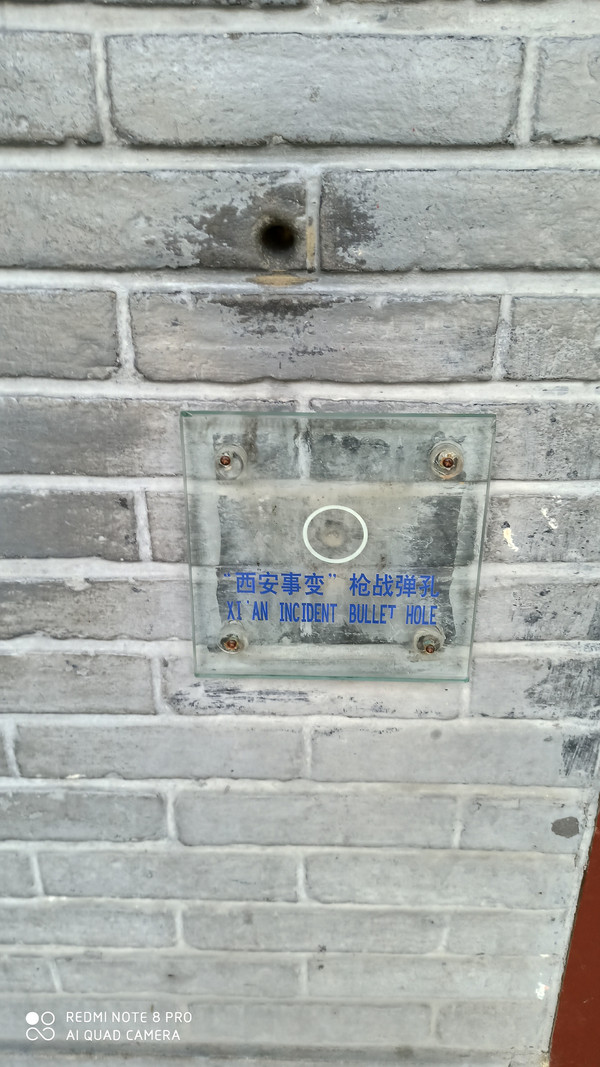 “西安事变”枪战弹孔
XI'AN INCIDENT BULLET HOLE
REDMI NOTE 8 PRO
AI QUAD CAMERA